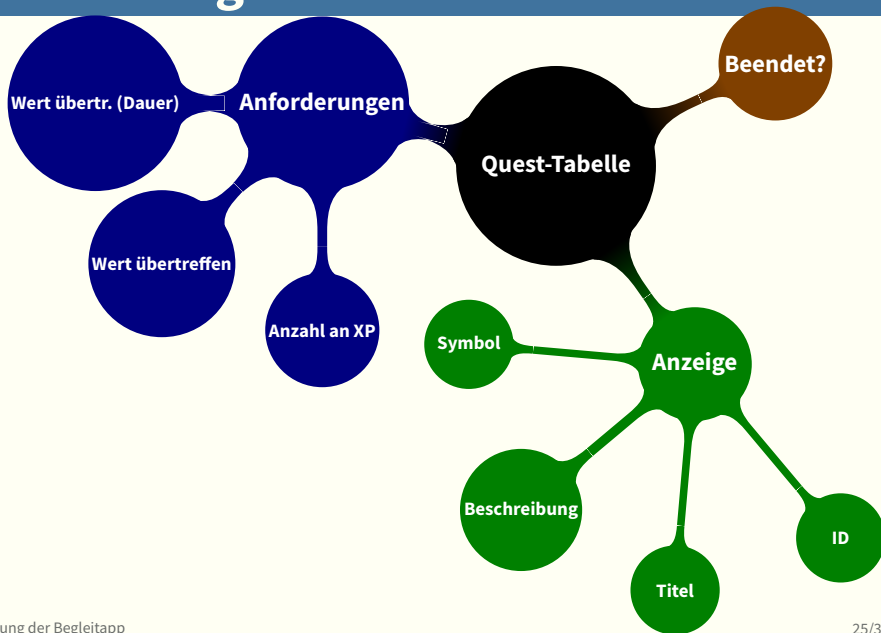 Beendet?
Wert übertr. (Dauer)
Anforderungen
Quest-Tabelle
Wert übertreffen
Anzahl an XP
Symbol
Anzeige
Beschreibung
ID
Titel
der Begleitapp
25/3